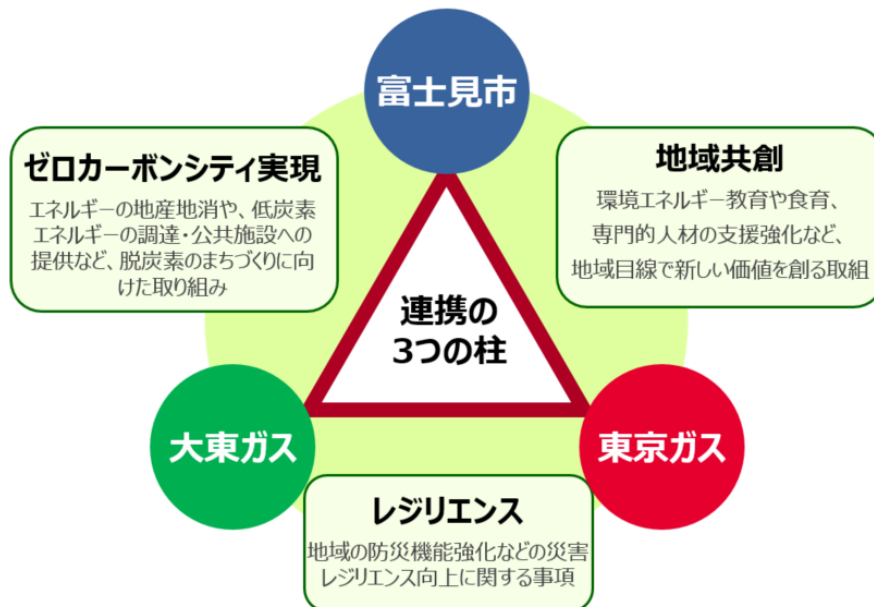 富士見市
ゼロカーボンシティ実現
エネルギーの地産地消や、低炭素
エネルギーの調達・公共施設への
提供など、脱炭素のまちづくりに向
けた取り組み
地域共創
環境エネルギー教育や食育、
専門的人材の支援強化など、
地域目線で新しい価値を創る取組
連携の
3つの柱
大東ガス
東京ガス
レジリエンス
地域の防災機能強化などの災害
レジリエンス向上に関する事項